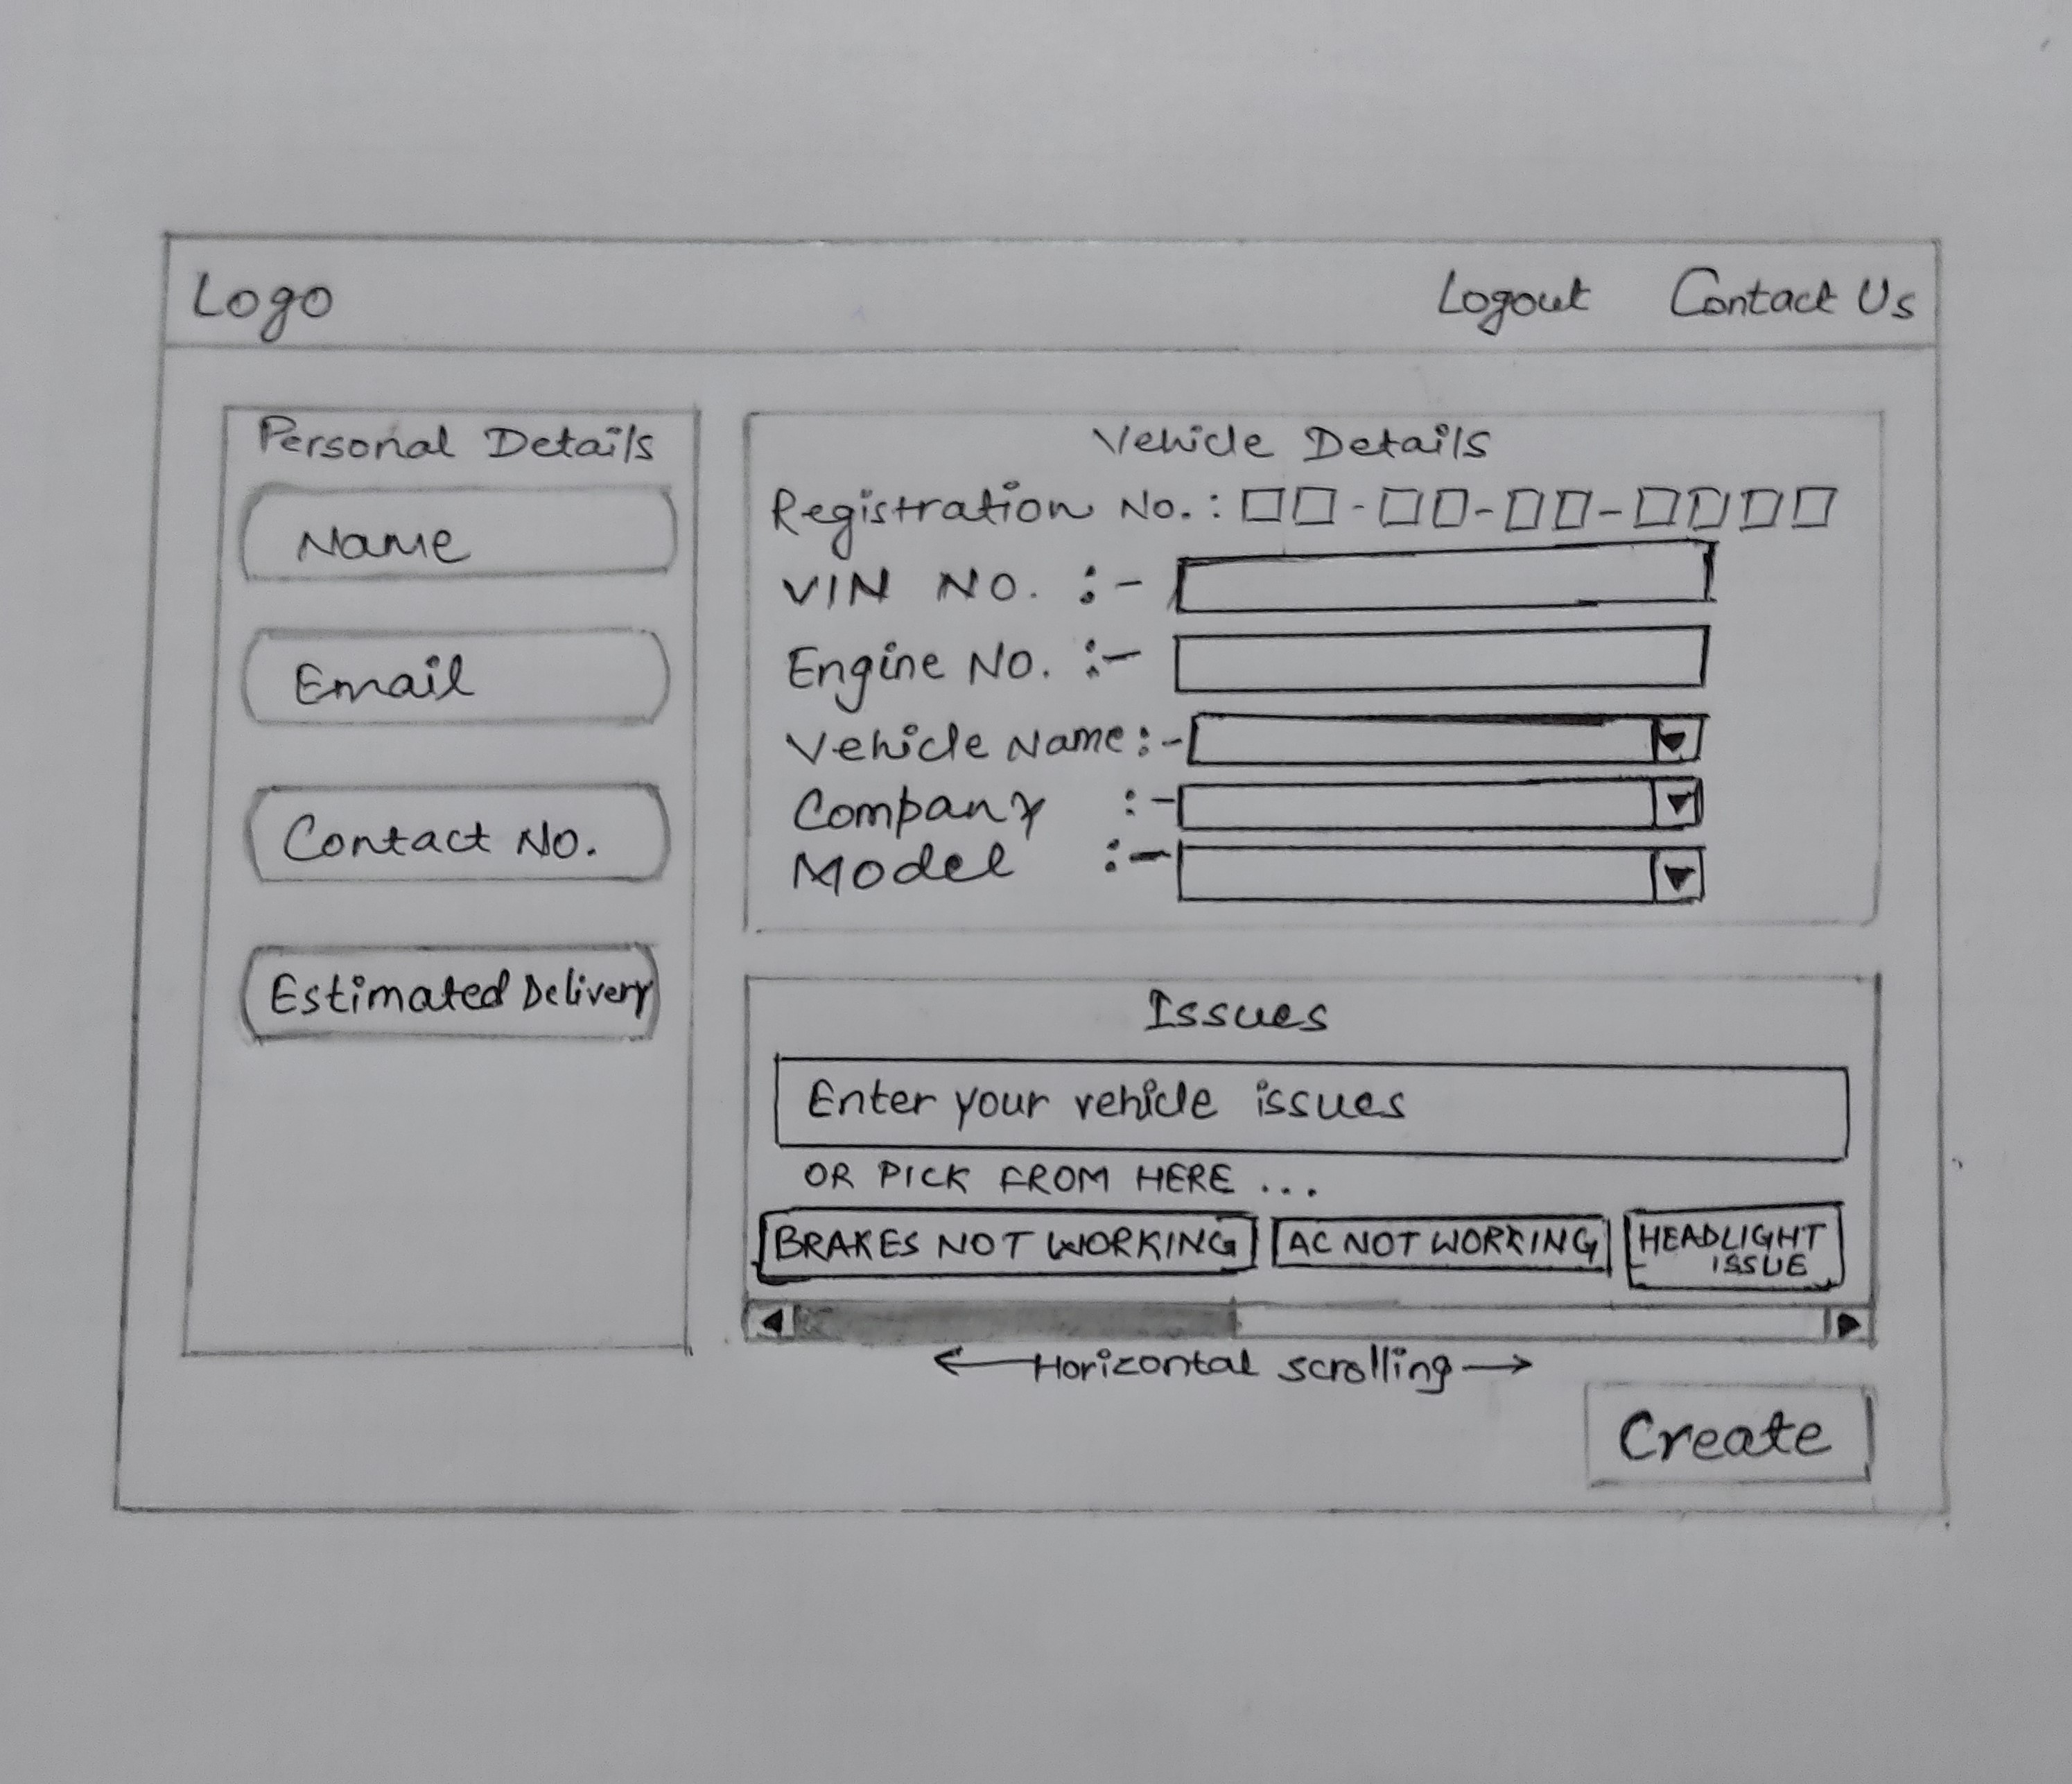 Logo
Logout Contact Us
Personal Details
Name
Email
Contact No.
Estimated Delivery
Vehicle Details
Registration No. :
VIN NO. :-
Engine No. :-
Vehicle Name :-
Company :-
Model :-
Issues
Enter your vehicle issues
OR PICK FROM HERE ...
BRAKES NOT WORKING
AC NOT WORKING
HEADLIGHT
ISSUE
Horizontal scrolling
Create